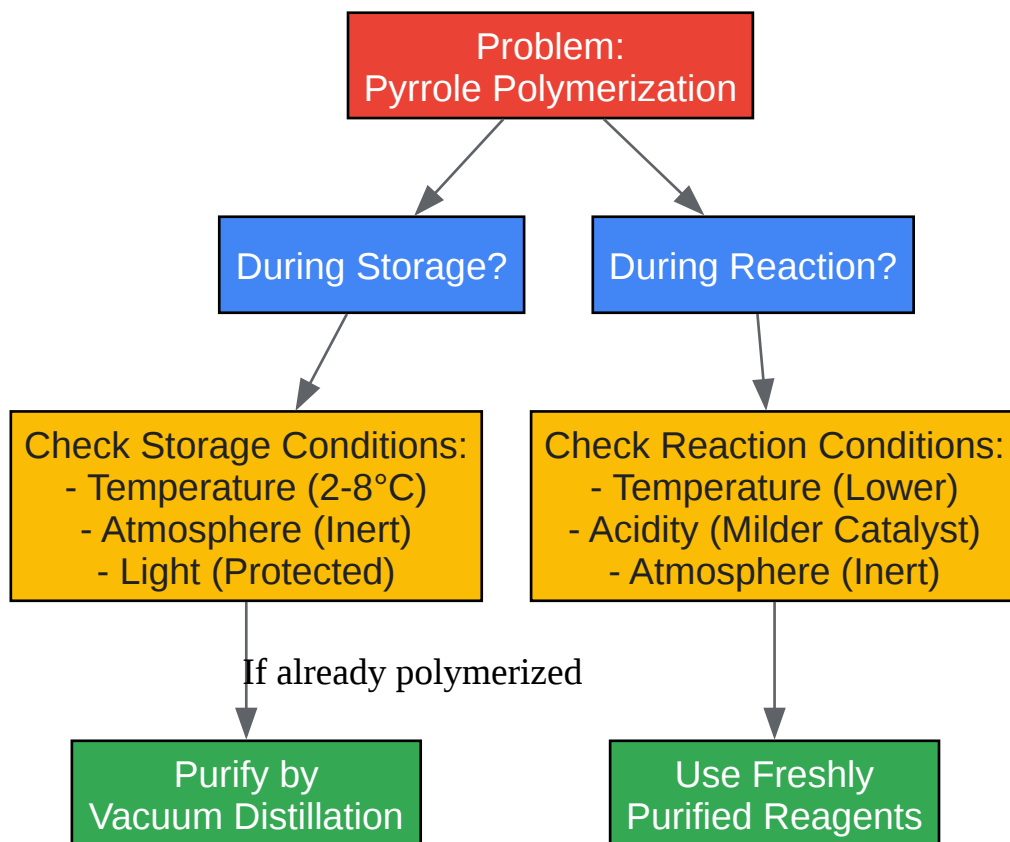 Problem:
Pyrrole Polymerization
During Storage?
During Reaction?
Check Storage Conditions:
- Temperature (2-8°C)
- Atmosphere (Inert)
- Light (Protected)
Check Reaction Conditions:
- Temperature (Lower)
- Acidity (Milder Catalyst)
- Atmosphere (Inert)
If already polymerized
Purify by
Vacuum Distillation
Use Freshly
Purified Reagents